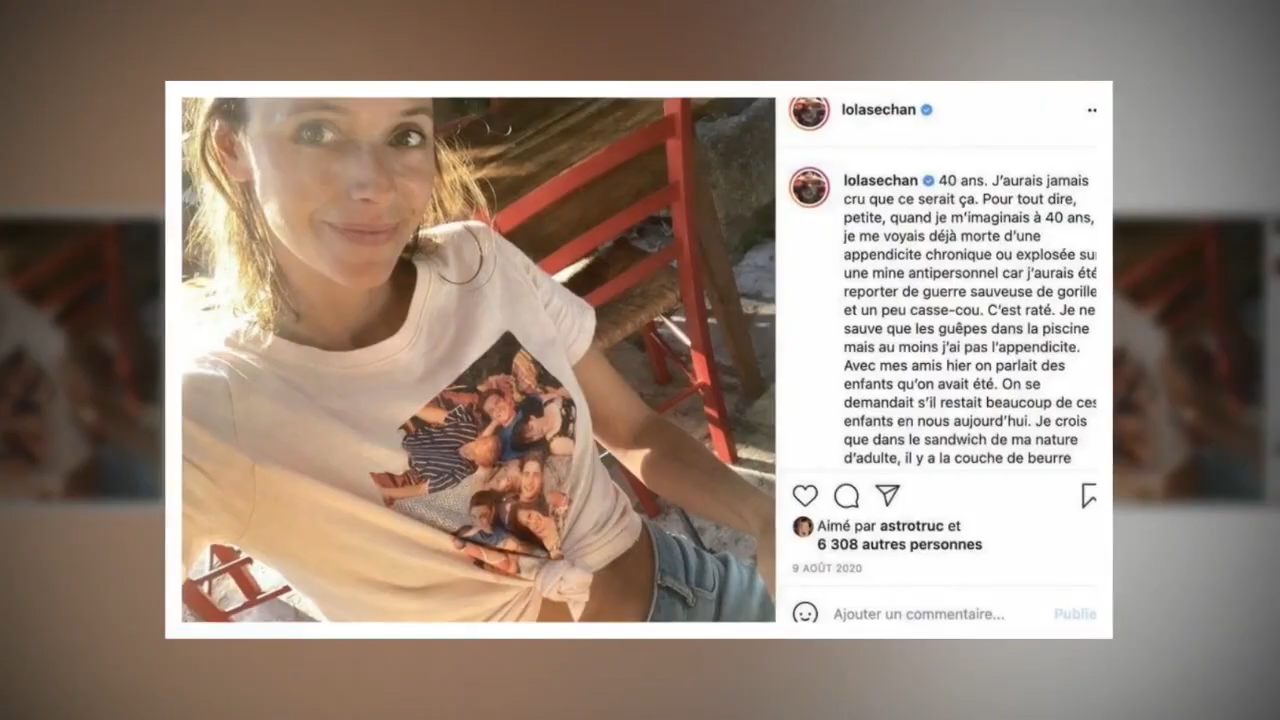 lolasechan
lolasechan 40 ans. J'aurais jamais
cru que ce serait ça. Pour tout dire,
petite, quand je m'imaginais à 40 ans,
je me voyais déjà morte d'une
appendicite chronique ou explosée su
une mine antipersonnel car j'aurais été
reporter de guerre sauveuse de gorille
et un peu casse-cou. C'est raté. Je ne
sauve que les guêpes dans la piscine
mais au moins j'ai pas l'appendicite.
Avec mes amis hier on parlait des
enfants qu'on avait été. On se
demandait s'il restait beaucoup de ces
enfants en nous aujourd'hui. Je crois
que dans le sandwich de ma nature
d'adulte, il y a la couche de beurre
Aimé par astrotruc et
6 308 autres personnes
9 AOÛT 2020
Ajouter un commentaire... Publie